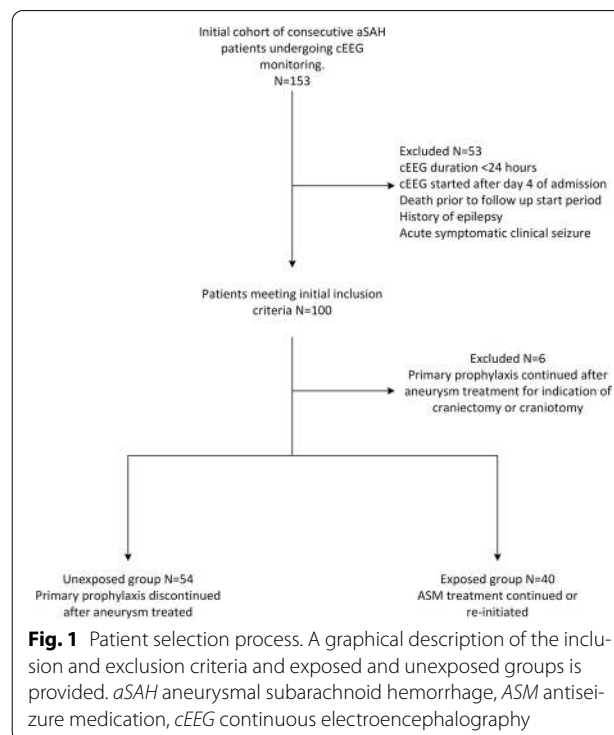 Initial cohort of consecutive aSAH
patients undergoing cEEG
monitoring.
N=153
Excluded N=53
cEEG duration <24 hours
cEEG started after day 4 of admission
Death prior to follow up start period
History of epilepsy
Acute symptomatic clinical seizure
Patients meeting initial inclusion
criteria N=100
Excluded N=6
Primary prophylaxis continued after
aneurysm treatment for indication of
craniectomy or craniotomy
Unexposed group N=54
Primary prophylaxis discontinued
after aneurysm treated
Exposed group N=40
ASM treatment continued or
re-initiated
Fig. 1 Patient selection process. A graphical description of the inclu-
sion and exclusion criteria and exposed and unexposed groups is
provided. aSAH aneurysmal subarachnoid hemorrhage, ASM antisei-
zure medication, cEEG continuous electroencephalography